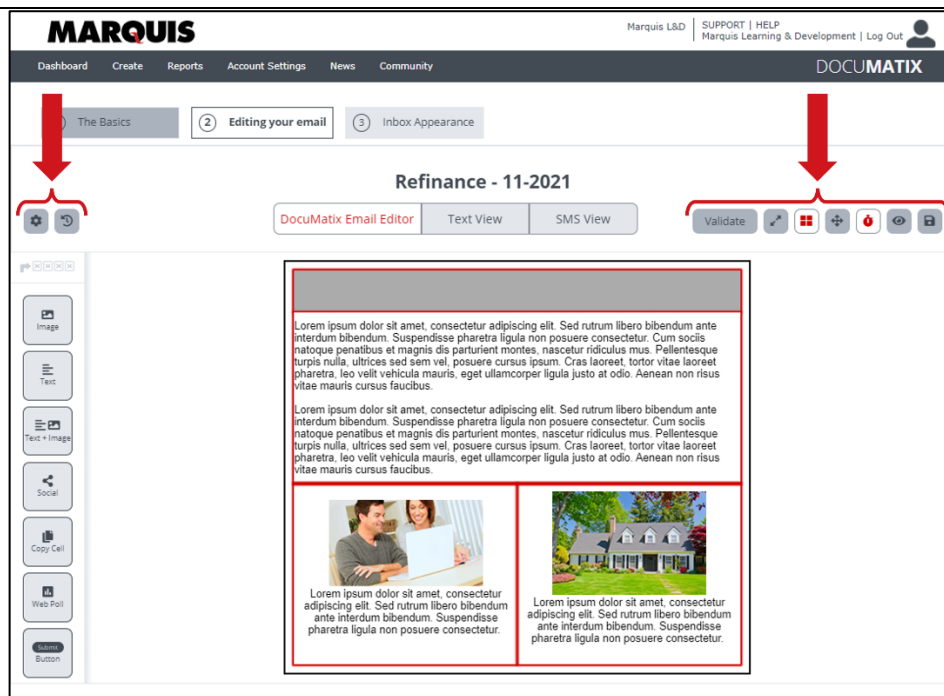 MARQUIS
Marquis L&D
SUPPORT | HELP
Marquis Learning & Development | Log Out
Dashboard
Create
Reports
Account Settings
News
Community
DOCUMATIX
The Basics
2
Editing your email
3
Inbox Appearance
Refinance - 11-2021
DocuMatix Email Editor
Text View
SMS View
Validate
Image
Text
Text + Image
Social
Copy Cell
Web Poll
Submit
Button
Lorem ipsum dolor sit amet, consectetur adipiscing elit. Sed rutrum libero bibendum ante
interdum bibendum. Suspendisse pharetra ligula non posuere consectetur. Cum sociis
natoque penatibus et magnis dis parturient montes, nascetur ridiculus mus. Pellentesque
turpis nulla, ultrices sed sem vel, posuere cursus ipsum. Cras laoreet, tortor vitae laoreet
pharetra, leo velit vehicula mauris, eget ullamcorper ligula justo at odio. Aenean non risus
vitae mauris cursus faucibus.
Lorem ipsum dolor sit amet, consectetur adipiscing elit. Sed rutrum libero bibendum ante
interdum bibendum. Suspendisse pharetra ligula non posuere consectetur. Cum sociis
natoque penatibus et magnis dis parturient montes, nascetur ridiculus mus. Pellentesque
turpis nulla, ultrices sed sem vel, posuere cursus ipsum. Cras laoreet, tortor vitae laoreet
pharetra, leo velit vehicula mauris, eget ullamcorper ligula justo at odio. Aenean non risus
vitae mauris cursus faucibus.
Lorem ipsum dolor sit amet, consectetur
adipiscing elit. Sed rutrum libero bibendum
ante interdum bibendum. Suspendisse
pharetra ligula non posuere consectetur.
Lorem ipsum dolor sit amet, consectetur
adipiscing elit. Sed rutrum libero bibendum
ante interdum bibendum. Suspendisse
pharetra ligula non posuere consectetur.